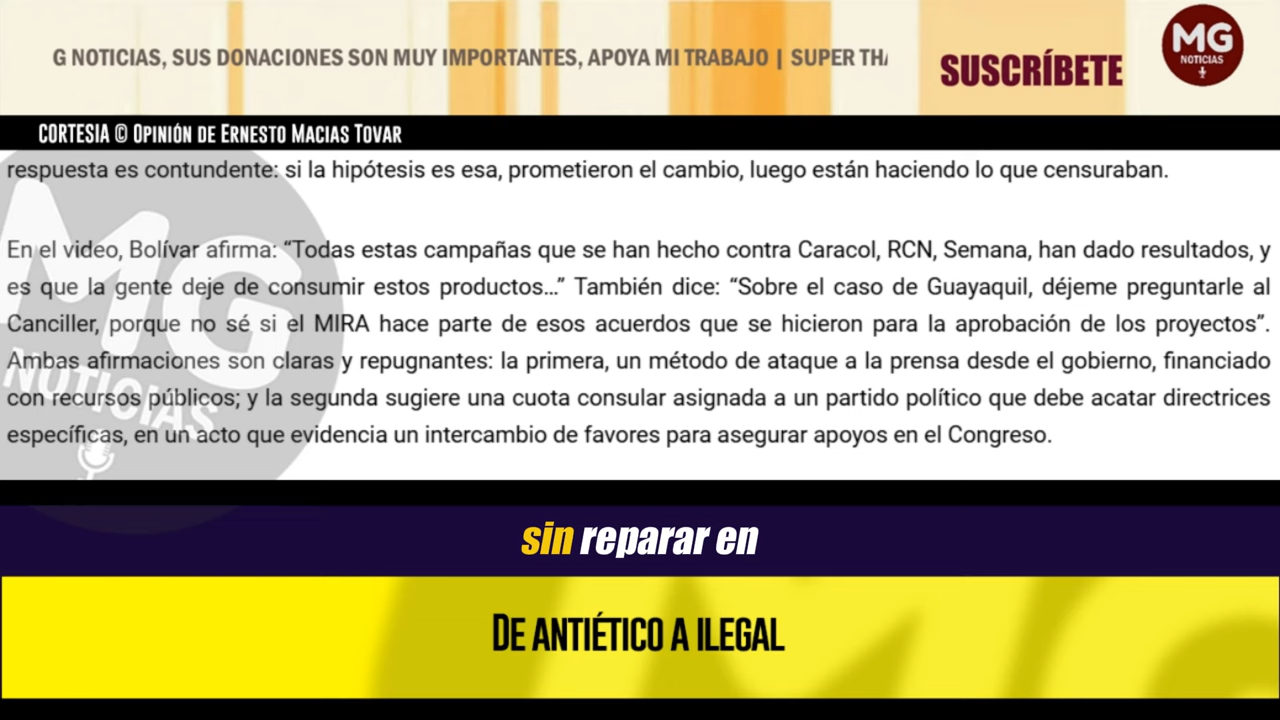 G NOTICIAS, SUS DONACIONES SON MUY IMPORTANTES, APOYA MI TRABAJO | SUPER
SUSCRÍBETE
MG
NOTICIAS
CORTESIA © OPINIÓN DE ERNESTO MACIAS TOVAR
respuesta es contundente: si la hipótesis es esa, prometieron el cambio, luego están haciendo lo que censuraban.
En el video, Bolívar afirma: “Todas estas campañas que se han hecho contra Caracol, RCN, Semana, han dado resultados, y
es que la gente deje de consumir estos productos...” También dice: “Sobre el caso de Guayaquil, déjeme preguntarle al
Canciller, porque no sé si el MIRA hace parte de esos acuerdos que se hicieron para la aprobación de los proyectos”.
Ambas afirmaciones son claras y repugnantes: la primera, un método de ataque a la prensa desde el gobierno, financiado
con recursos públicos; y la segunda sugiere una cuota consular asignada a un partido político que debe acatar directrices
específicas, en un acto que evidencia un intercambio de favores para asegurar apoyos en el Congreso.
MG
NOTICIAS
sin reparar en
DE ANTIÉTICO A ILEGAL